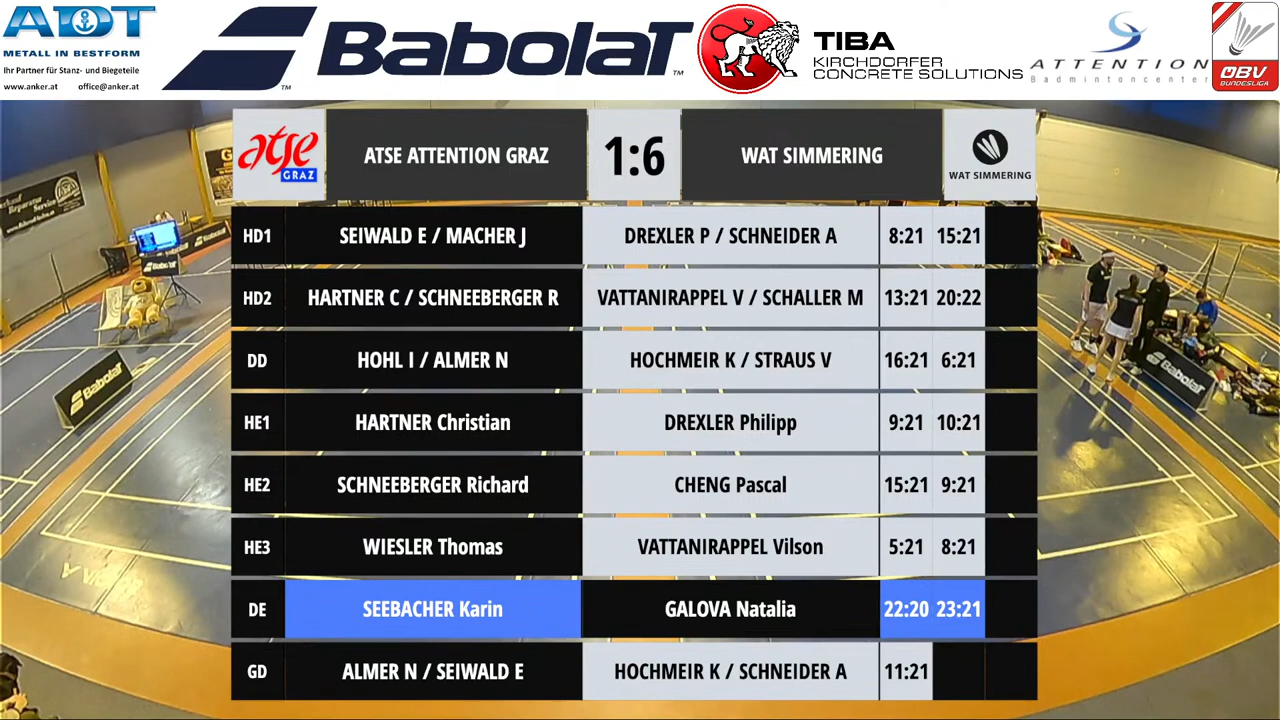 ADT
METALL IN BESTFORM
Ihr Partner für Stanz- und Biegeteile
www.anker.at office@anker.at
BabolaT™
TIBA
KIRCHDORFER
CONCRETE SOLUTIONS
ATTENTION
Badmintoncenter
ÖBV
BUNDESLIGA
atse
GRAZ
ATSE ATTENTION GRAZ
1:6
WAT SIMMERING
WAT SIMMERING
HD1 SEIWALD E / MACHER J DREXLER P / SCHNEIDER A 8:21 15:21
HD2 HARTNER C / SCHNEEBERGER R VATTANIRAPPEL V / SCHALLER M 13:21 20:22
DD HOHL I / ALMER N HOCHMEIR K / STRAUS V 16:21 6:21
HE1 HARTNER Christian DREXLER Philipp 9:21 10:21
HE2 SCHNEEBERGER Richard CHENG Pascal 15:21 9:21
HE3 WIESLER Thomas VATTANIRAPPEL Vilson 5:21 8:21
DE SEEBACHER Karin GALOVA Natalia 22:20 23:21
GD ALMER N / SEIWALD E HOCHMEIR K / SCHNEIDER A 11:21
Babolat
Babolat